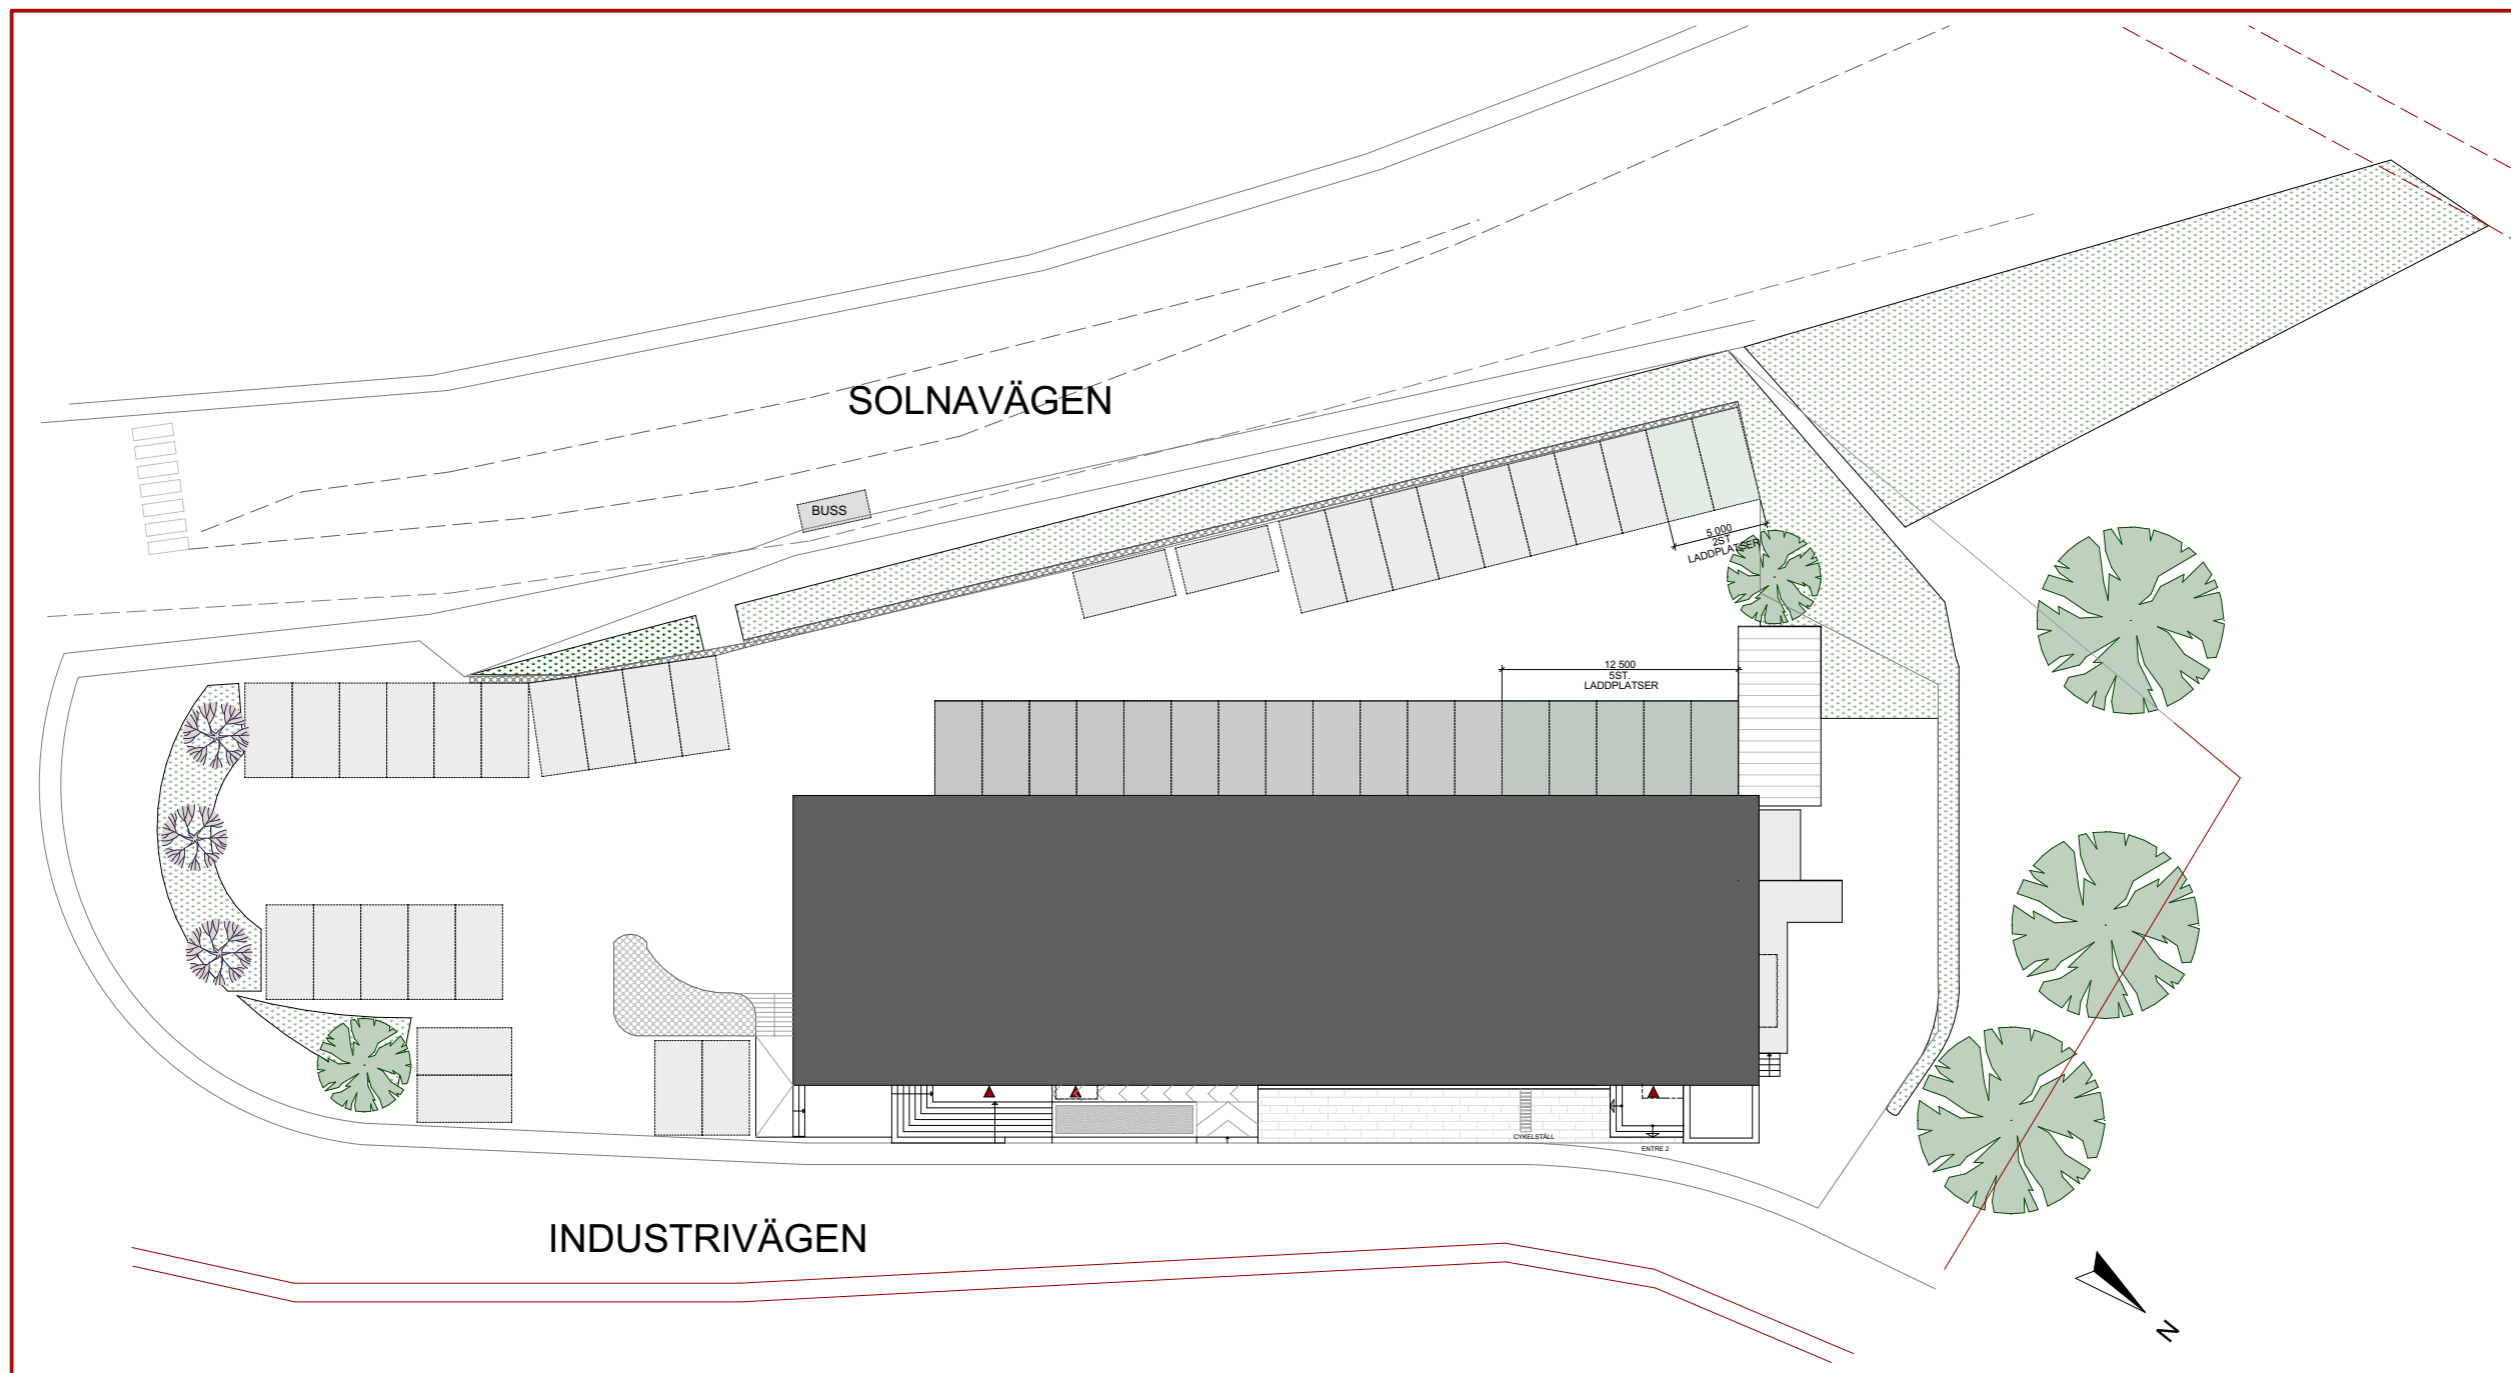 SOLNAVÄGEN
BUSS
5 000
2ST
LADDPLATSER
12 500
5ST.
LADDPLATSER
CYKELSTÄLL
ENTRE 2
INDUSTRIVÄGEN
N